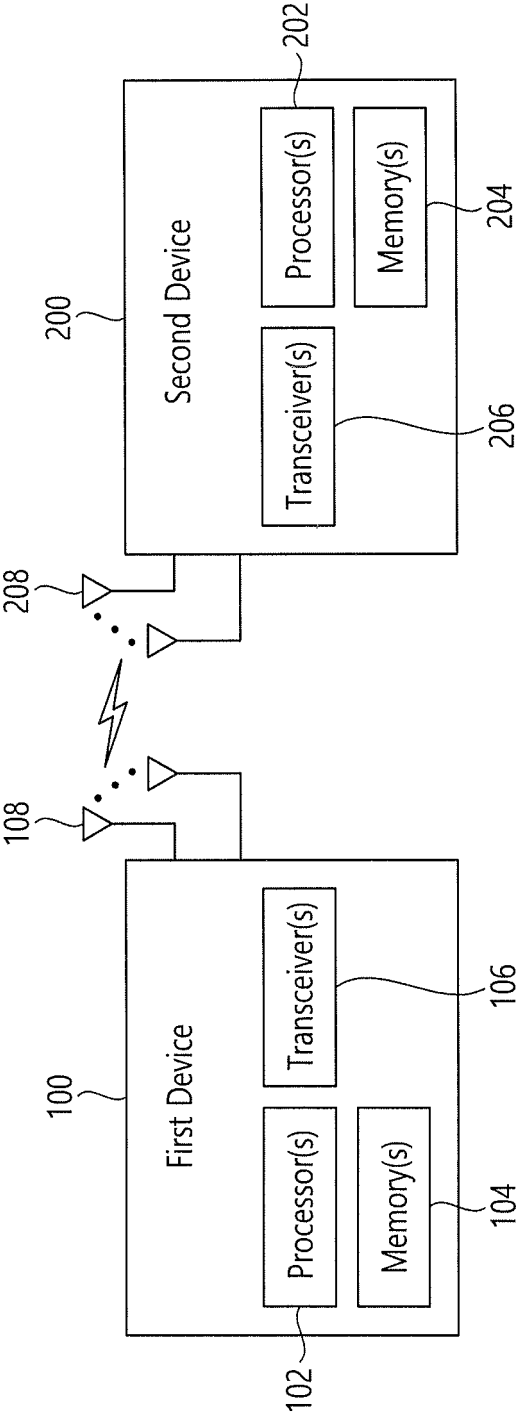 100
First Device
Processor(s)
102
Memory(s)
104
Transceiver(s)
106
108
208
200
Second Device
Transceiver(s)
206
Processor(s)
202
Memory(s)
204